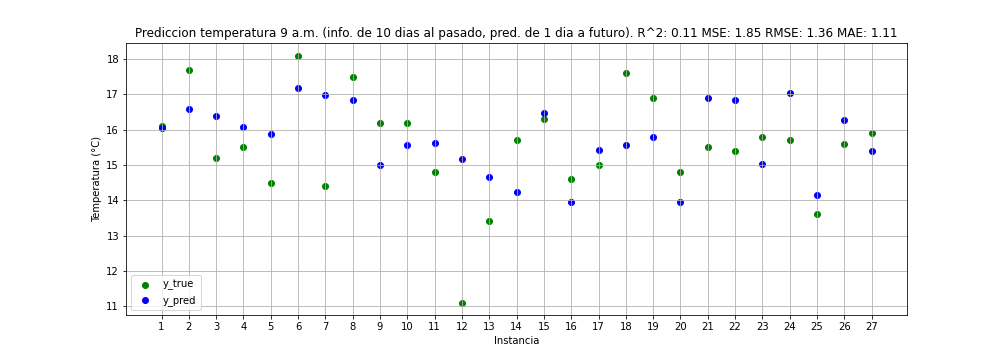 Prediccion temperatura 9 a.m. (info. de 10 dias al pasado, pred. de 1 dia a futuro). R^2: 0.11 MSE: 1.85 RMSE: 1.36 MAE: 1.11
Temperatura (°C)
18
17
16
15
14
13
12
11
y_true
y_pred
1 2 3 4 5 6 7 8 9 10 11 12 13 14 15 16 17 18 19 20 21 22 23 24 25 26 27
Instancia